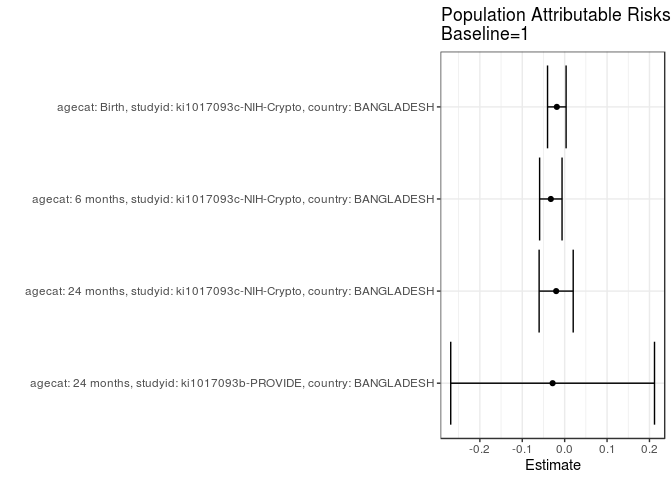 Population Attributable Risks
Baseline=1
agecat: Birth, studyid: ki1017093c-NIH-Crypto, country: BANGLADESH
agecat: 6 months, studyid: ki1017093c-NIH-Crypto, country: BANGLADESH
agecat: 24 months, studyid: ki1017093c-NIH-Crypto, country: BANGLADESH
agecat: 24 months, studyid: ki1017093b-PROVIDE, country: BANGLADESH
-0.2 -0.1 0.0 0.1 0.2
Estimate